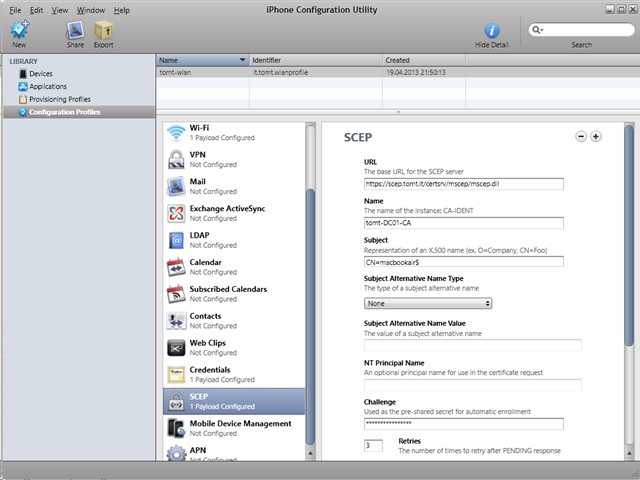 iPhone Configuration Utility
File Edit View Window Help
New Share Export Hide Detail Search
LIBRARY
Devices
Applications
Provisioning Profiles
Configuration Profiles
Name Identifier Created
tomt-wlan it.tomt.wlanprofile 19.04.2013 21:50:13
Wi-Fi
1 Payload Configured
VPN
Not Configured
Mail
Not Configured
Exchange ActiveSync
Not Configured
LDAP
Not Configured
Calendar
Not Configured
Subscribed Calendars
Not Configured
Contacts
Not Configured
Web Clips
Not Configured
Credentials
1 Payload Configured
SCEP
1 Payload Configured
Mobile Device Management
Not Configured
APN
Not Configured
SCEP
URL
The base URL for the SCEP server
https://scep.tomt.it/certsrv/mscep/mscep.dll
Name
The name of the instance: CA-IDENT
tomt-DC01-CA
Subject
Representation of an X.500 name (ex. O=Company, CN=Foo)
CN=macbookair$
Subject Alternative Name Type
The type of a subject alternative name
None
Subject Alternative Name Value
The value of a subject alternative name
NT Principal Name
An optional principal name for use in the certificate request
Challenge
Used as the pre-shared secret for automatic enrollment
****************
3 Retries
The number of times to retry after PENDING response